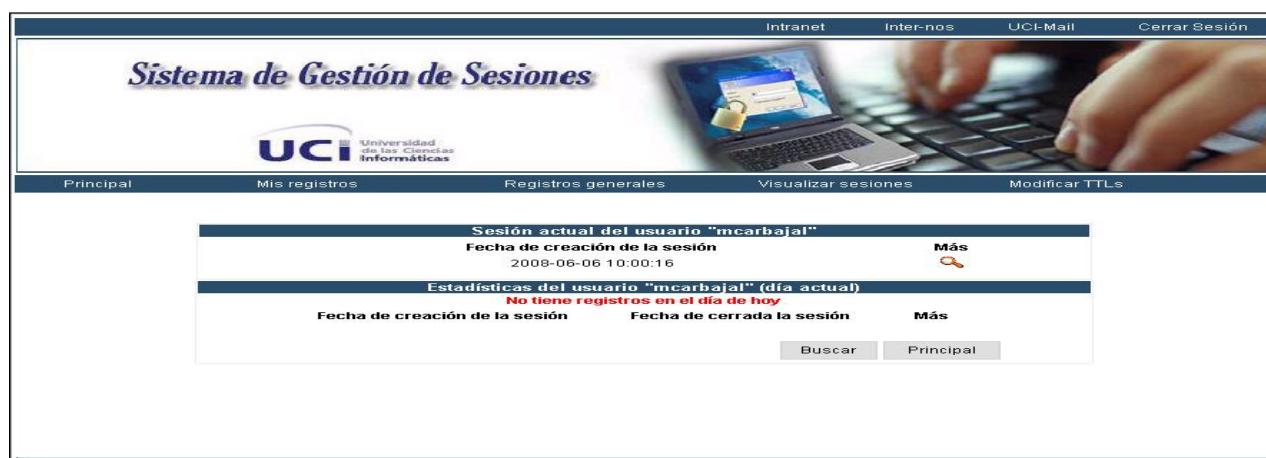 Intranet Inter-nos UCI-Mail Cerrar Sesión
Sistema de Gestión de Sesiones
UCI Universidad
de las Ciencias
Informáticas
Principal Mis registros Registros generales Visualizar sesiones Modificar TTLs
Sesión actual del usuario "mcarbajal"
Fecha de creación de la sesión Más
2008-06-06 10:00:16
Estadísticas del usuario "mcarbajal" (día actual)
No tiene registros en el día de hoy
Fecha de creación de la sesión Fecha de cerrada la sesión Más
Buscar Principal